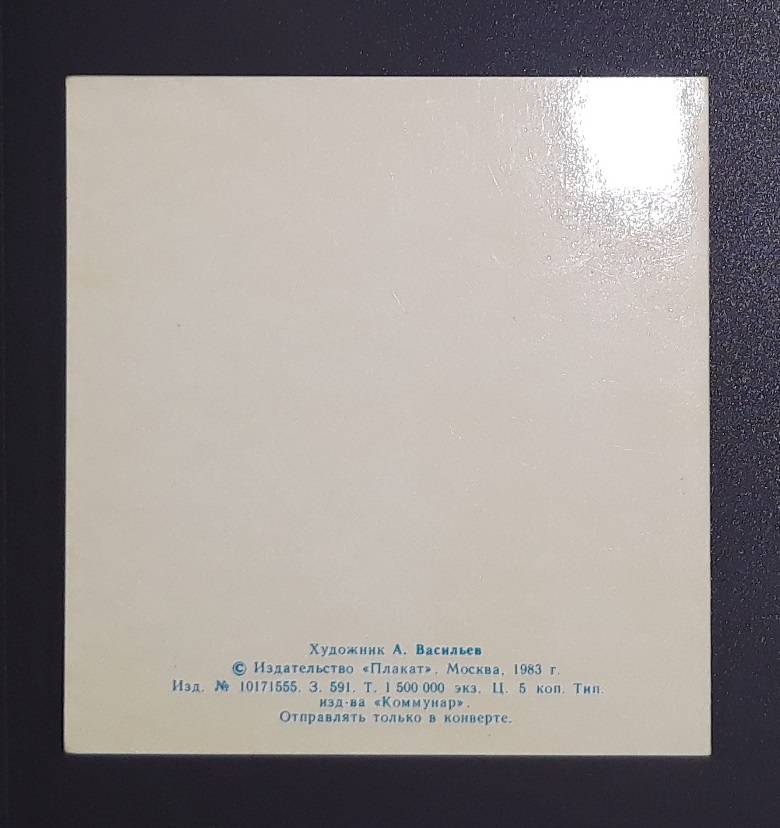 Художник А. Васильев
© Издательство «Плакат». Москва, 1983 г.
Изд. № 10171555. З. 591. Т. 1 500 000 экз. Ц. 5 коп. Тип.
изд-ва «Коммунар».
Отправлять только в конверте.